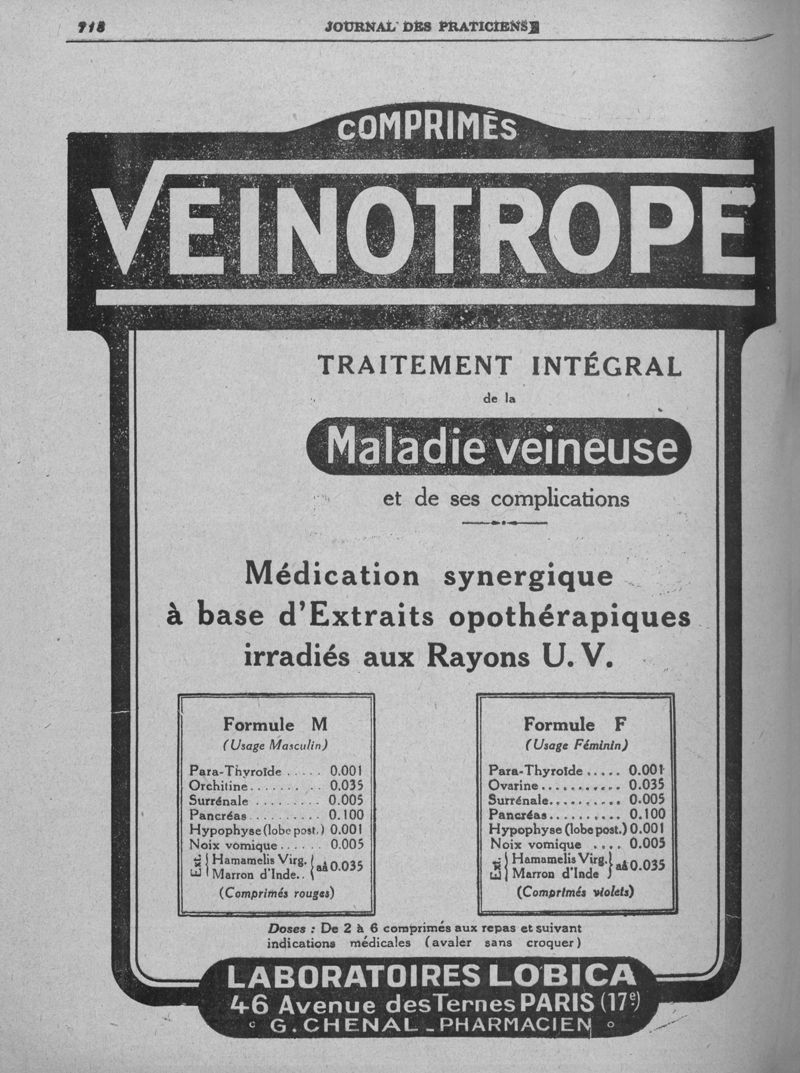 918
JOURNAL DES PRATICIENS
COMPRIMÉS
VEINOTROPE
TRAITEMENT INTÉGRAL
de la
Maladie veineuse
et de ses complications
Médication synergique
à base d'Extraits opothérapiques
irradiés aux Rayons U. V.
Formule M
(Usage Masculin)
Para-Thyroïde ..... 0.001
Orchitine.......... 0.035
Surrénale ......... 0.005
Pancréas.......... 0.100
Hypophyse (lobe post.) 0.001
Noix vomique ...... 0.005
Ext. { Hamamelis Virg. } aâ 0.035
Marron d'Inde..
(Comprimés rouges)
Formule F
(Usage Féminin)
Para-Thyroïde ..... 0.001
Ovarine........... 0.035
Surrénale.......... 0.005
Pancréas.......... 0.100
Hypophyse (lobe post.) 0.001
Noix vomique .... 0.005
Ext. { Hamamelis Virg. } aâ 0.035
Marron d'Inde
(Comprimés violets)
Doses : De 2 à 6 comprimés aux repas et suivant
indications médicales (avaler sans croquer)
LABORATOIRES LOBICA
46 Avenue des Ternes PARIS (17e)
G. CHENAL - PHARMACIEN